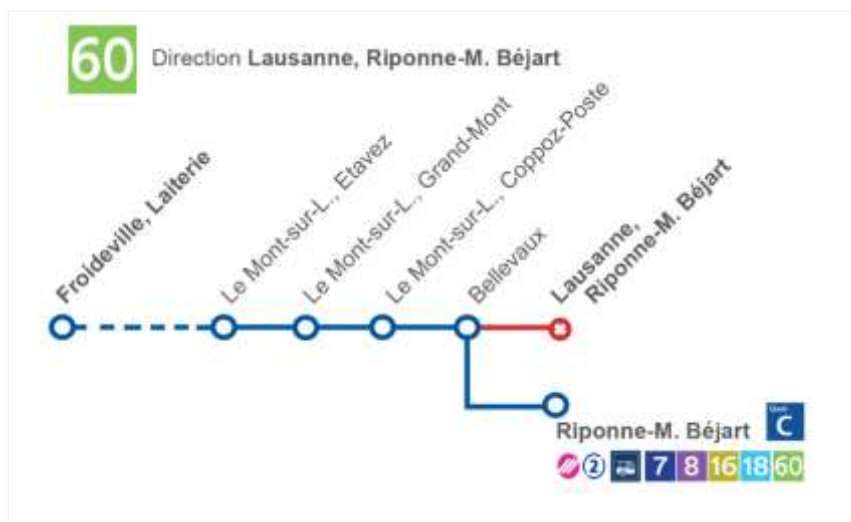 60 Direction Lausanne, Riponne-M. Béjart
Froideville, Laiterie
Le Mont-sur-L., Etavez
Le Mont-sur-L., Grand-Mont
Le Mont-sur-L., Coppoz-Poste
Bellevaux
Lausanne,
Riponne-M. Béjart
Riponne-M. Béjart
C
2 7 8 16 18 60